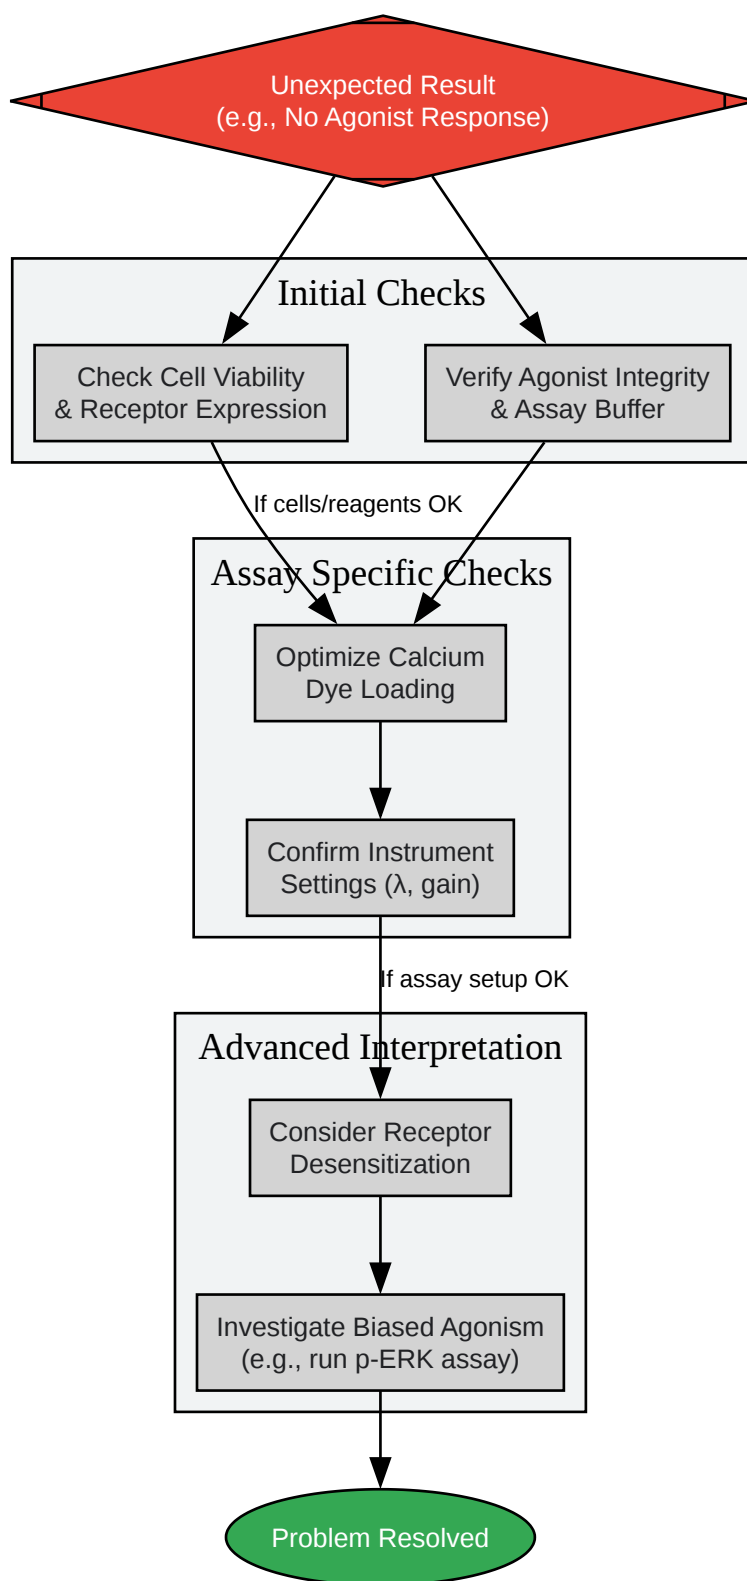 Unexpected Result
(e.g., No Agonist Response)
Initial Checks
Check Cell Viability
& Receptor Expression
Verify Agonist Integrity
& Assay Buffer
If cells/reagents OK
Assay Specific Checks
Optimize Calcium
Dye Loading
Confirm Instrument
Settings (λ, gain)
If assay setup OK
Advanced Interpretation
Consider Receptor
Desensitization
Investigate Biased Agonism
(e.g., run p-ERK assay)
Problem Resolved